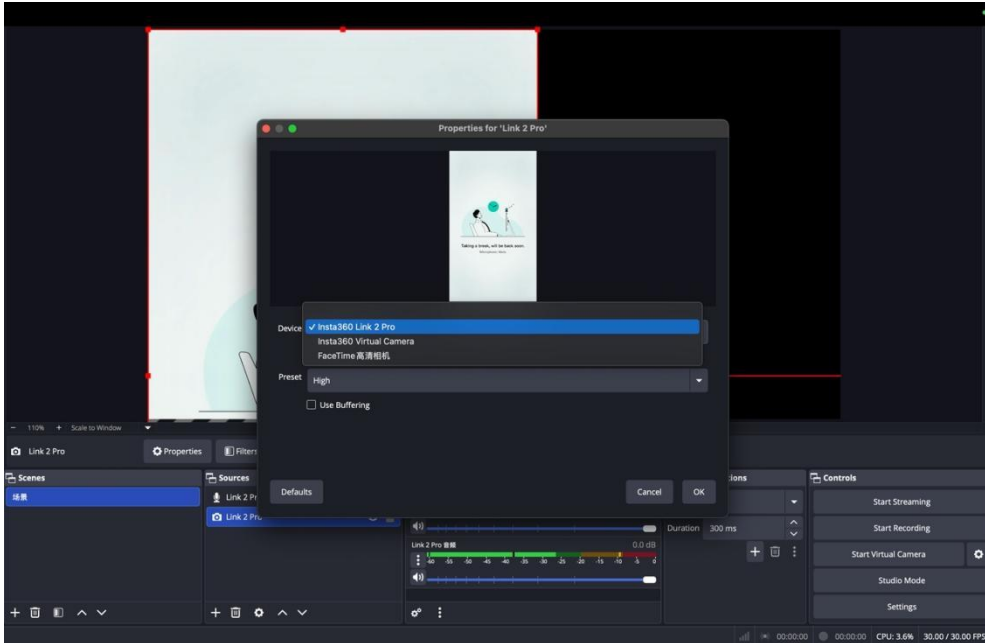 Properties for 'Link 2 Pro'
Taking a break, will be back soon.
Device
✓ Insta360 Link 2 Pro
Insta360 Virtual Camera
FaceTime高清相机
Preset
High
Use Buffering
Defaults
Cancel
OK
- 110% + Scale to Window
Link 2 Pro
Properties
Filters
Scenes
场景
Sources
Link 2 Pr
Link 2 Pro
Link 2 Pro 音频
0.0 dB
-60 -55 -50 -45 -40 -35 -30 -25 -20 -15 -10 -5 0
Duration
300 ms
Controls
Start Streaming
Start Recording
Start Virtual Camera
Studio Mode
Settings
00:00:00
00:00:00
CPU: 3.6%
30.00 / 30.00 FPS